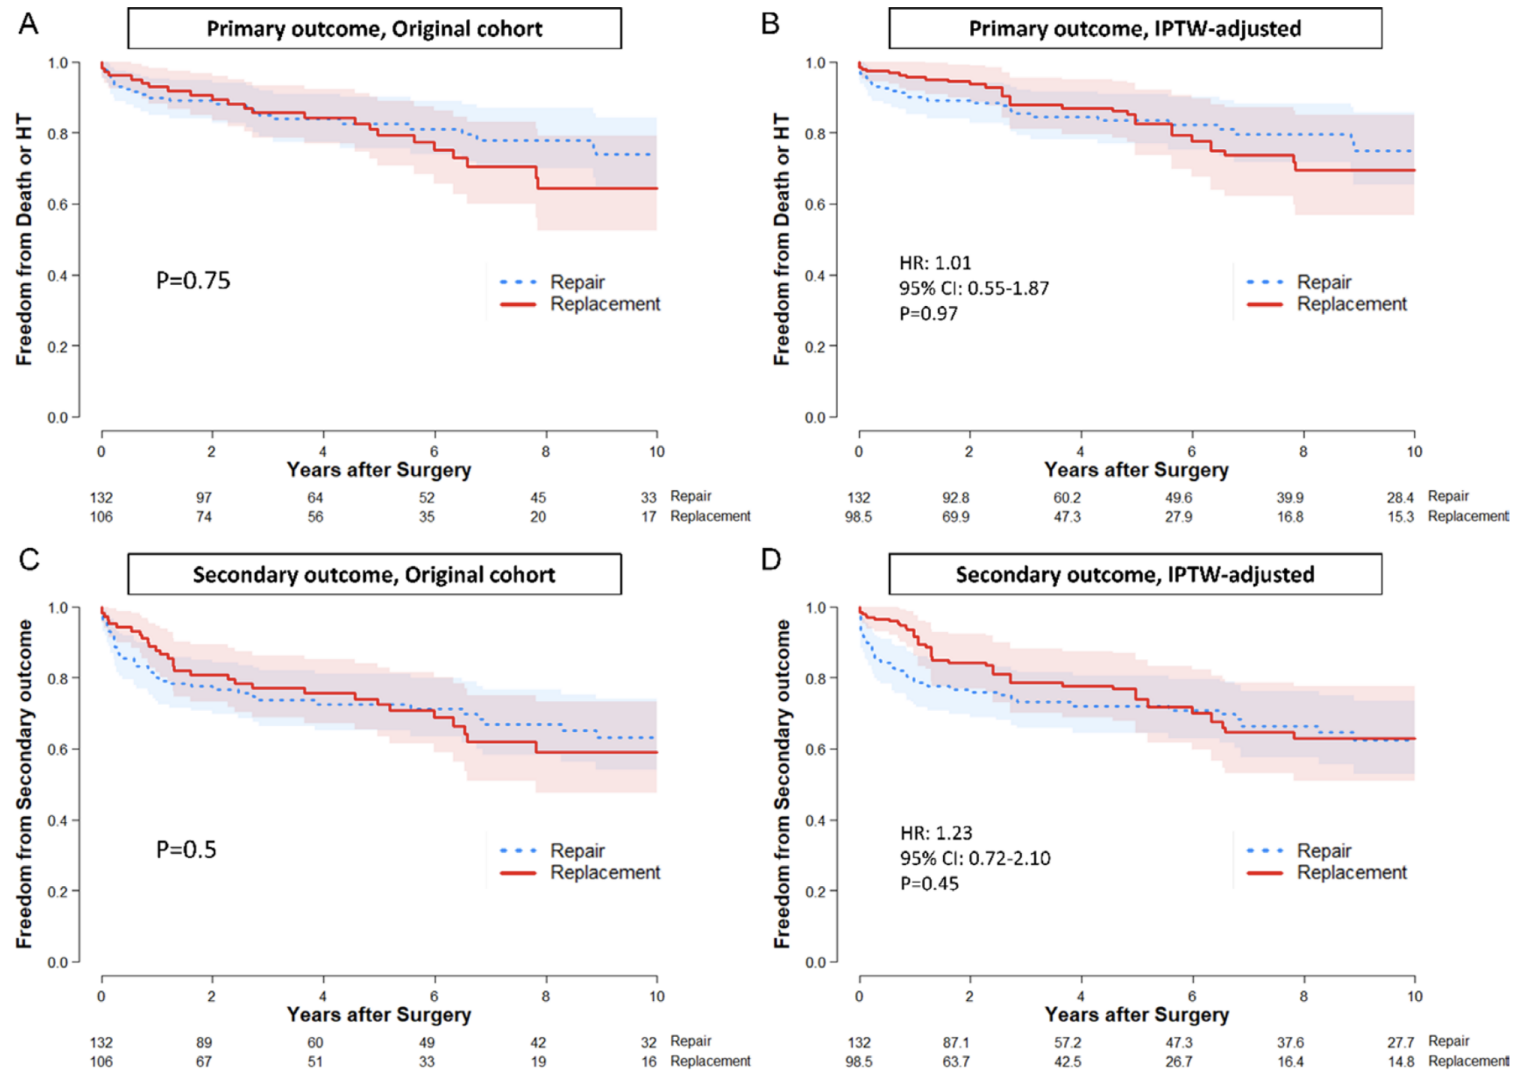 A
Primary outcome, Original cohort
1.0
0.8
0.6
0.4
0.2
0.0
Freedom from Death or HT
P=0.75
Repair
Replacement
0 2 4 6 8 10
Years after Surgery
132 97 64 52 45 33 Repair
106 74 56 35 20 17 Replacement
B
Primary outcome, IPTW-adjusted
1.0
0.8
0.6
0.4
0.2
0.0
Freedom from Death or HT
HR: 1.01
95% CI: 0.55-1.87
P=0.97
Repair
Replacement
0 2 4 6 8 10
Years after Surgery
132 92.8 60.2 49.6 39.9 28.4 Repair
98.5 69.9 47.3 27.9 16.8 15.3 Replacement
C
Secondary outcome, Original cohort
1.0
0.8
0.6
0.4
0.2
0.0
Freedom from Secondary outcome
P=0.5
Repair
Replacement
0 2 4 6 8 10
Years after Surgery
132 89 60 49 42 32 Repair
106 67 51 33 19 16 Replacement
D
Secondary outcome, IPTW-adjusted
1.0
0.8
0.6
0.4
0.2
0.0
Freedom from Secondary outcome
HR: 1.23
95% CI: 0.72-2.10
P=0.45
Repair
Replacement
0 2 4 6 8 10
Years after Surgery
132 87.1 57.2 47.3 37.6 27.7 Repair
98.5 63.7 42.5 26.7 16.4 14.8 Replacement